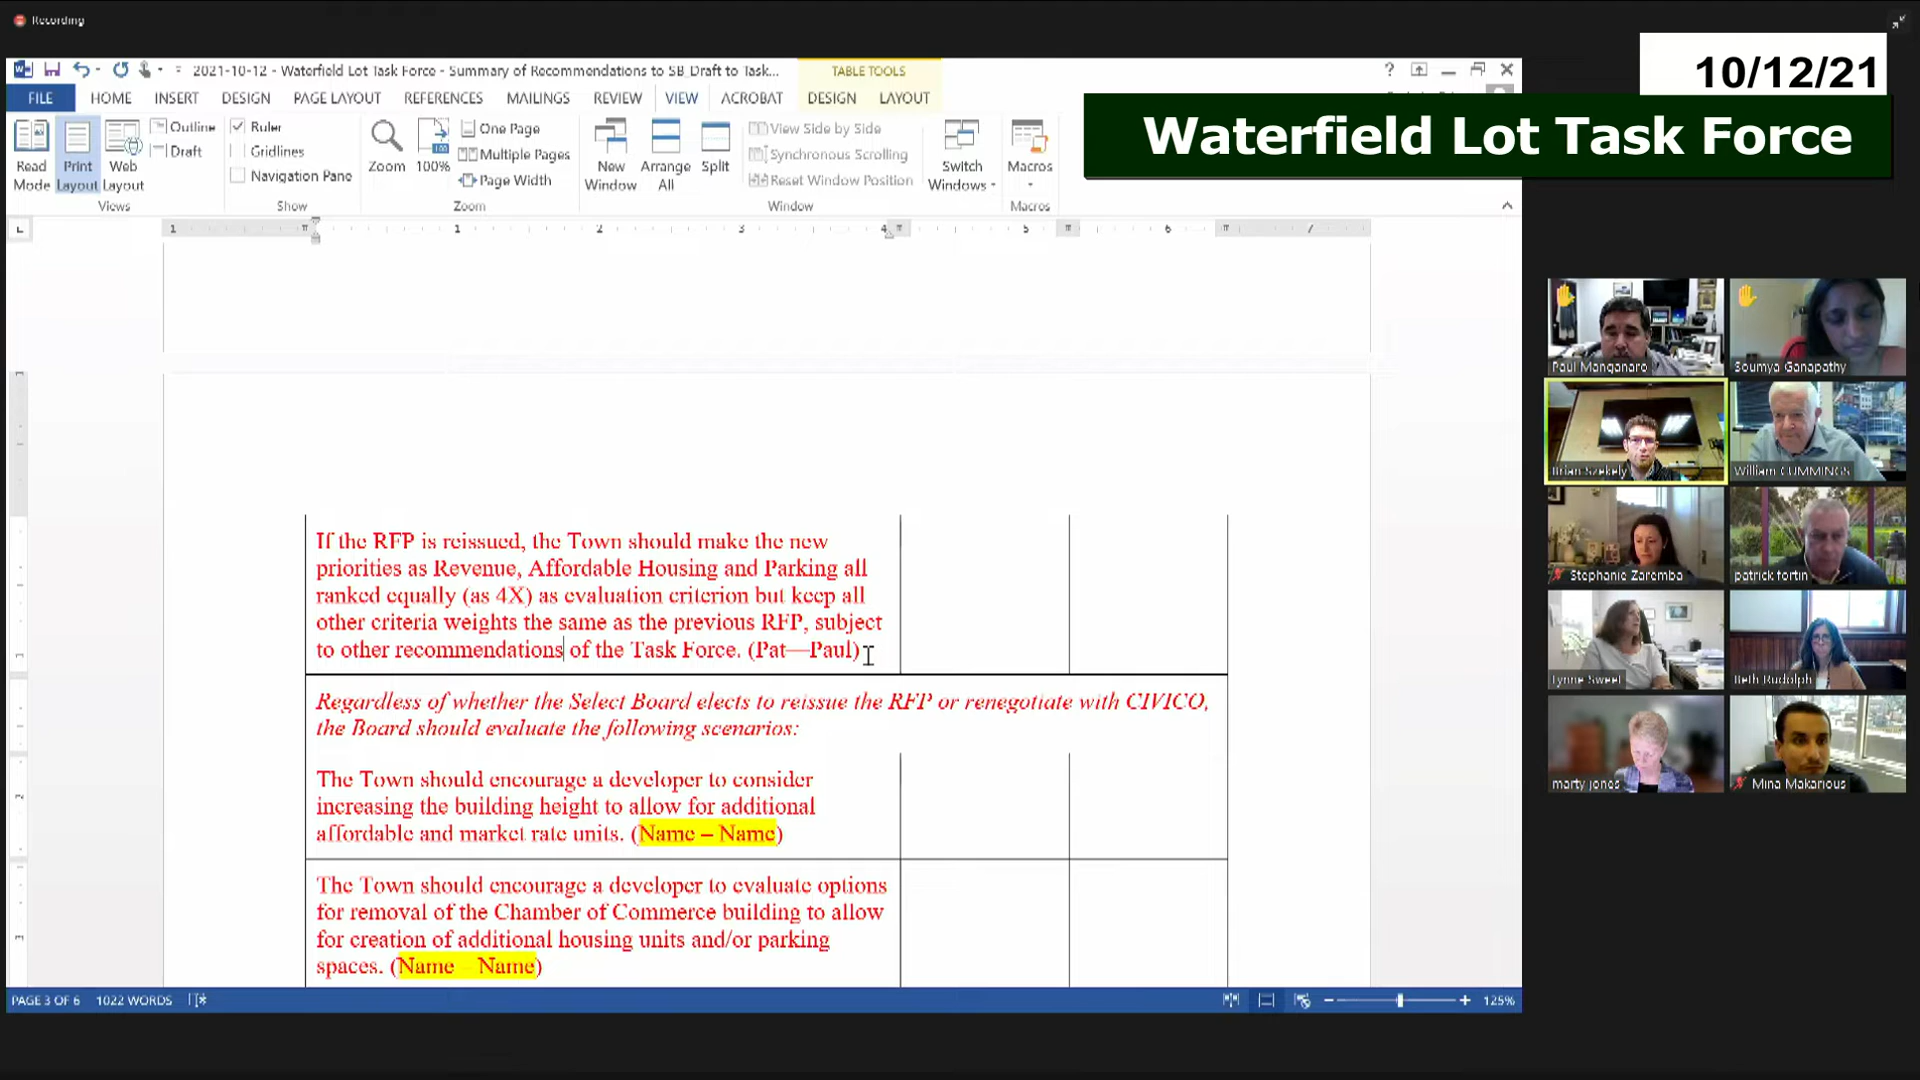 Recording
10/12/21
Waterfield Lot Task Force
2021-10-12 - Waterfield Lot Task Force - Summary of Recommendations to SB_Draft to Task...
TABLE TOOLS
?
FILE HOME INSERT DESIGN PAGE LAYOUT REFERENCES MAILINGS REVIEW VIEW ACROBAT DESIGN LAYOUT
Read Mode
Print Layout
Web Layout
Outline
Draft
Views
Ruler
Gridlines
Navigation Pane
Show
Zoom
100%
One Page
Multiple Pages
Page Width
Zoom
New Window
Arrange All
Split
View Side by Side
Synchronous Scrolling
Reset Window Position
Window
Switch Windows
Macros
Macros
1 1 2 3 4 5 6 7
If the RFP is reissued, the Town should make the new
priorities as Revenue, Affordable Housing and Parking all
ranked equally (as 4X) as evaluation criterion but keep all
other criteria weights the same as the previous RFP, subject
to other recommendations of the Task Force. (Pat—Paul)
Regardless of whether the Select Board elects to reissue the RFP or renegotiate with CIVICO,
the Board should evaluate the following scenarios:
The Town should encourage a developer to consider
increasing the building height to allow for additional
affordable and market rate units. (Name – Name)
The Town should encourage a developer to evaluate options
for removal of the Chamber of Commerce building to allow
for creation of additional housing units and/or parking
spaces. (Name – Name)
PAGE 3 OF 6 1022 WORDS
125%
Paul Manganaro
Soumya Ganapathy
Brian Szekely
William CUMMINGS
Stephanie Zaremba
patrick fortin
Lynne Sweet
Beth Rudolph
marty jones
Mina Makarious